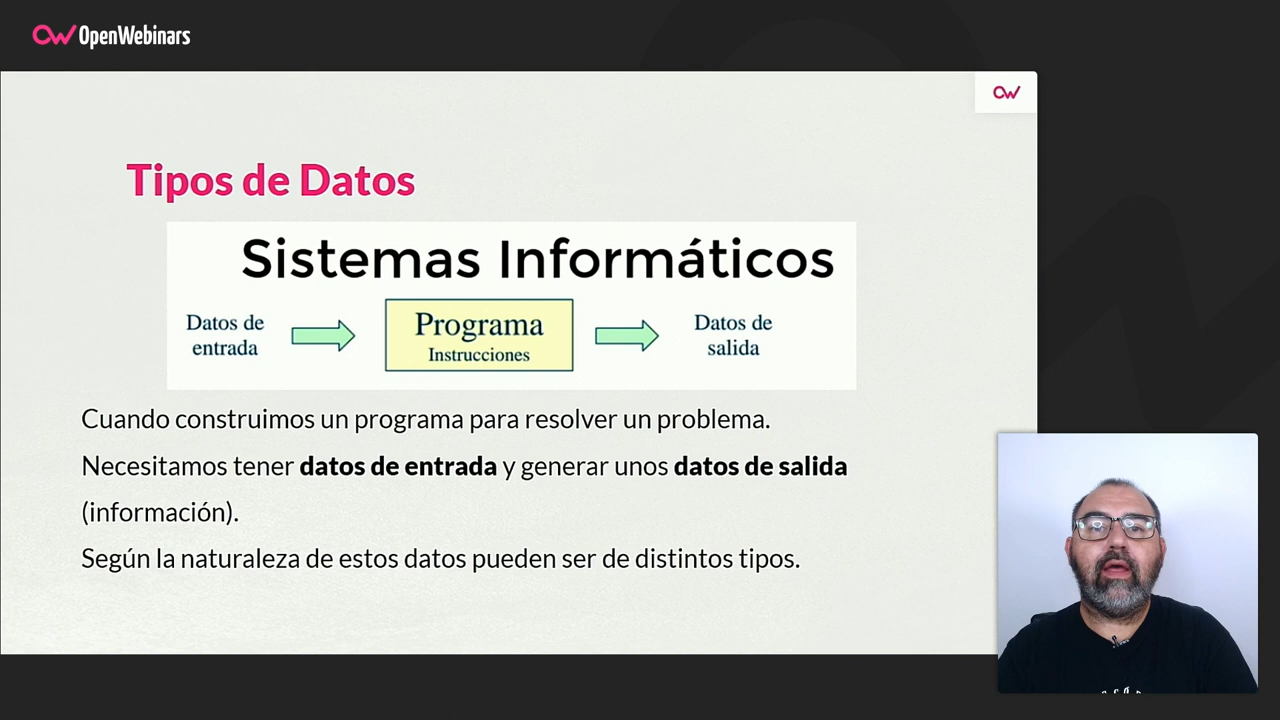 OpenWebinars
Tipos de Datos
Sistemas Informáticos
Datos de
entrada
Programa
Instrucciones
Datos de
salida
Cuando construimos un programa para resolver un problema.
Necesitamos tener datos de entrada y generar unos datos de salida
(información).
Según la naturaleza de estos datos pueden ser de distintos tipos.